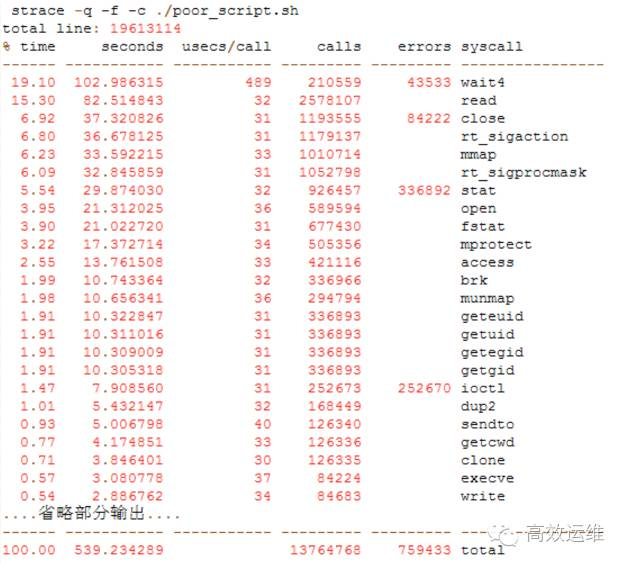 strace -q -f -c ./poor_script.sh
total line: 19613114
% time     seconds  usecs/call     calls    errors syscall
------ ----------- ----------- --------- --------- ----------------
 19.10  102.986315         489    210559     43533 wait4
 15.30   82.514843          32   2578107           read
  6.92   37.320826          31   1193555     84222 close
  6.80   36.678125          31   1179137           rt_sigaction
  6.23   33.592215          33   1010714           mmap
  6.09   32.845859          31   1052798           rt_sigprocmask
  5.54   29.874030          32    926457    336892 stat
  3.95   21.312025          36    589594           open
  3.90   21.022720          31    677430           fstat
  3.22   17.372714          34    505356           mprotect
  2.55   13.761508          33    421116           access
  1.99   10.743364          32    336966           brk
  1.98   10.656341          36    294794           munmap
  1.91   10.322847          31    336893           geteuid
  1.91   10.311016          31    336893           getuid
  1.91   10.309009          31    336893           getegid
  1.91   10.305318          31    336893           getgid
  1.47    7.908560          31    252673    252670 ioctl
  1.01    5.432147          32    168449           dup2
  0.93    5.006798          40    126340           sendto
  0.77    4.174851          33    126336           getcwd
  0.71    3.846401          30    126335           clone
  0.57    3.080778          37     84224           execve
  0.54    2.886762          34     84683           write
....省略部分输出....
------ ----------- ----------- --------- --------- ----------------
100.00  539.234289              13764768    759433 total
高效运维